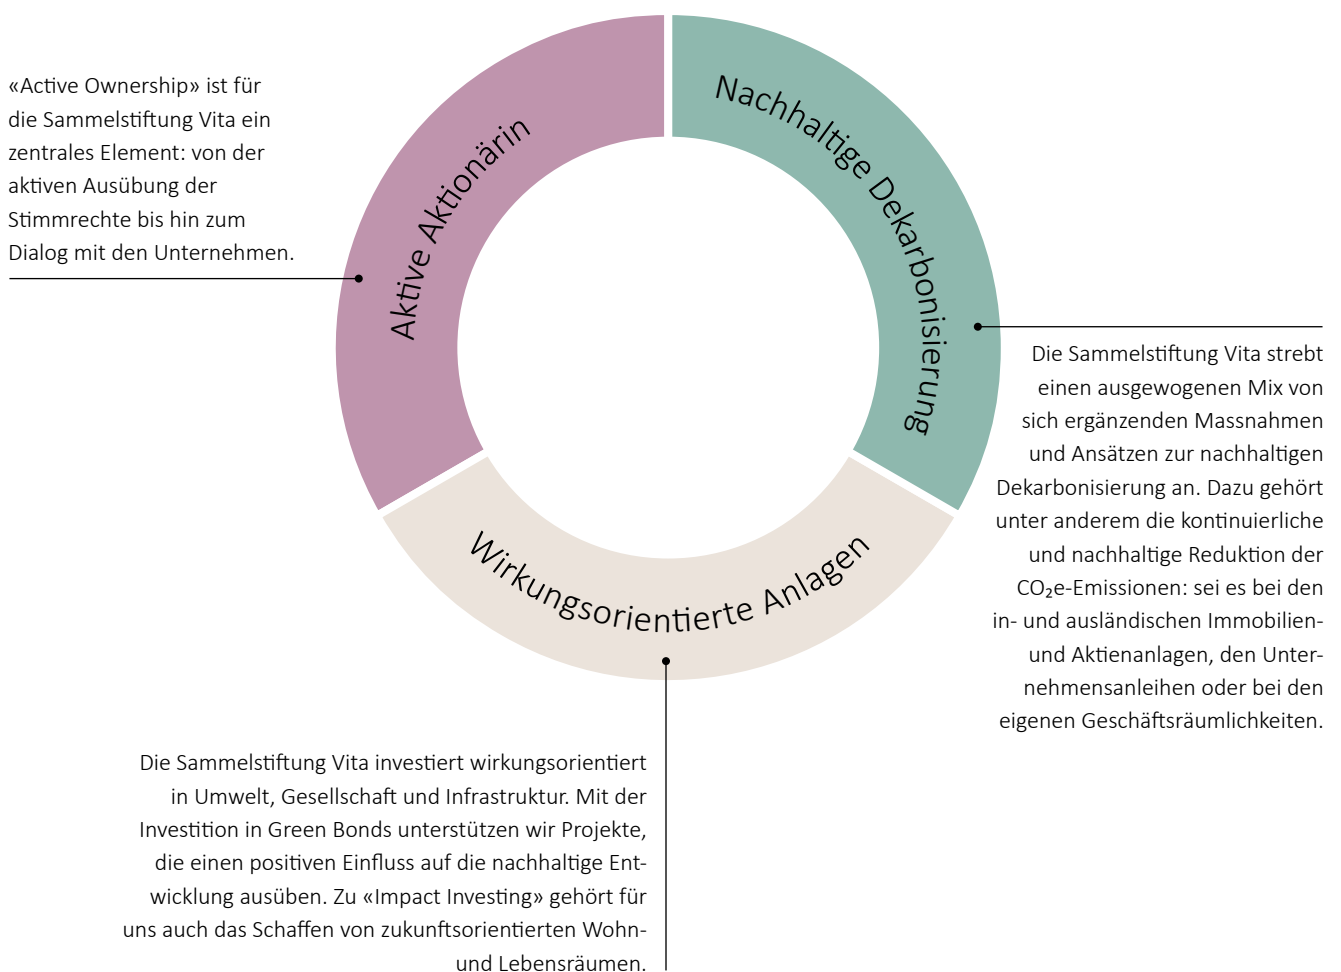 «Active Ownership» ist für
die Sammelstiftung Vita ein
zentrales Element: von der
aktiven Ausübung der
Stimmrechte bis hin zum
Dialog mit den Unternehmen.
Aktive Aktionärin
Nachhaltige Dekarbonisierung
Die Sammelstiftung Vita strebt
einen ausgewogenen Mix von
sich ergänzenden Massnahmen
und Ansätzen zur nachhaltigen
Dekarbonisierung an. Dazu gehört
unter anderem die kontinuierliche
und nachhaltige Reduktion der
CO₂e-Emissionen: sei es bei den
in- und ausländischen Immobilien-
und Aktienanlagen, den Unter-
nehmensanleihen oder bei den
eigenen Geschäftsräumlichkeiten.
Wirkungsorientierte Anlagen
Die Sammelstiftung Vita investiert wirkungsorientiert
in Umwelt, Gesellschaft und Infrastruktur. Mit der
Investition in Green Bonds unterstützen wir Projekte,
die einen positiven Einfluss auf die nachhaltige Ent-
wicklung ausüben. Zu «Impact Investing» gehört für
uns auch das Schaffen von zukunftsorientierten Wohn-
und Lebensräumen.